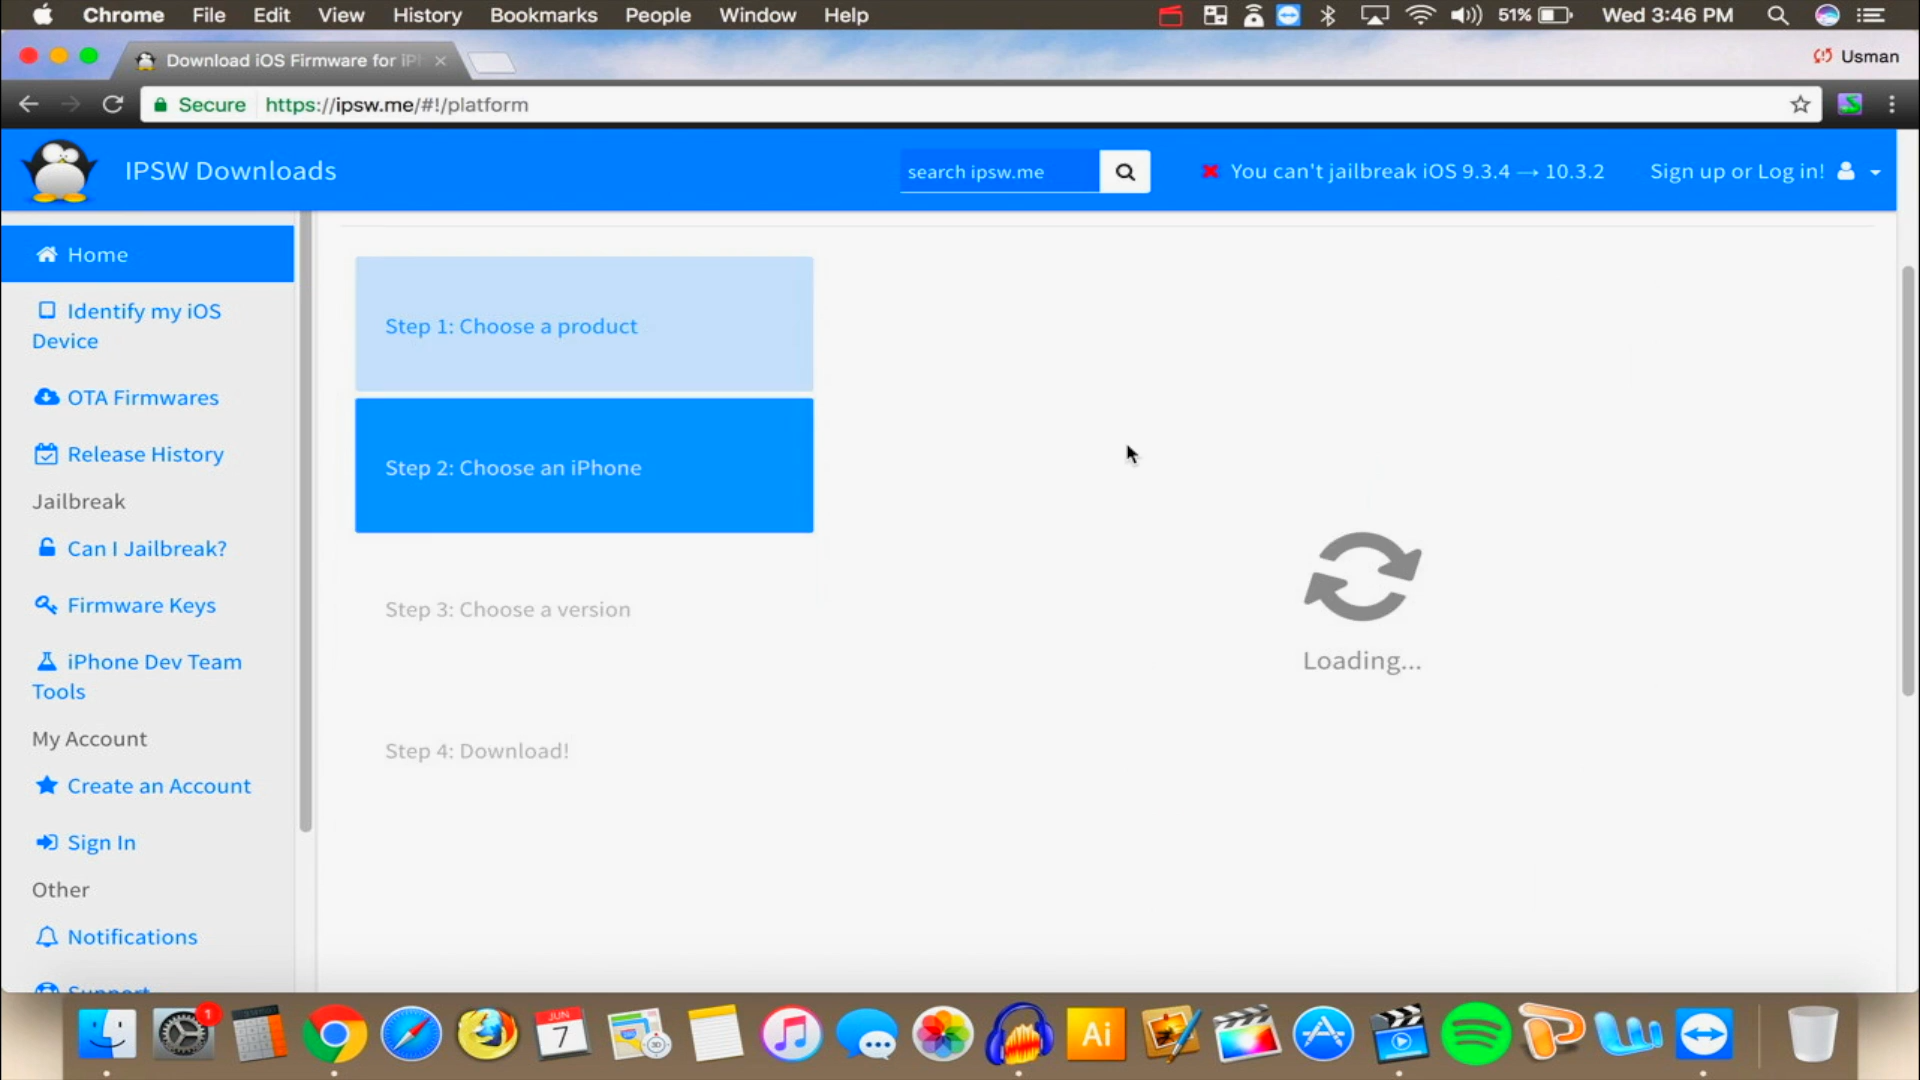 Chrome File Edit View History Bookmarks People Window Help 51% Wed 3:46 PM
Download iOS Firmware for iP
Usman
Secure https://ipsw.me/#!/platform
IPSW Downloads
search ipsw.me
You can't jailbreak iOS 9.3.4 → 10.3.2
Sign up or Log in!
Home
Identify my iOS
Device
OTA Firmwares
Release History
Jailbreak
Can I Jailbreak?
Firmware Keys
iPhone Dev Team
Tools
My Account
Create an Account
Sign In
Other
Notifications
Support
Step 1: Choose a product
Step 2: Choose an iPhone
Step 3: Choose a version
Step 4: Download!
Loading...
1
JUN
7
3D
Ai